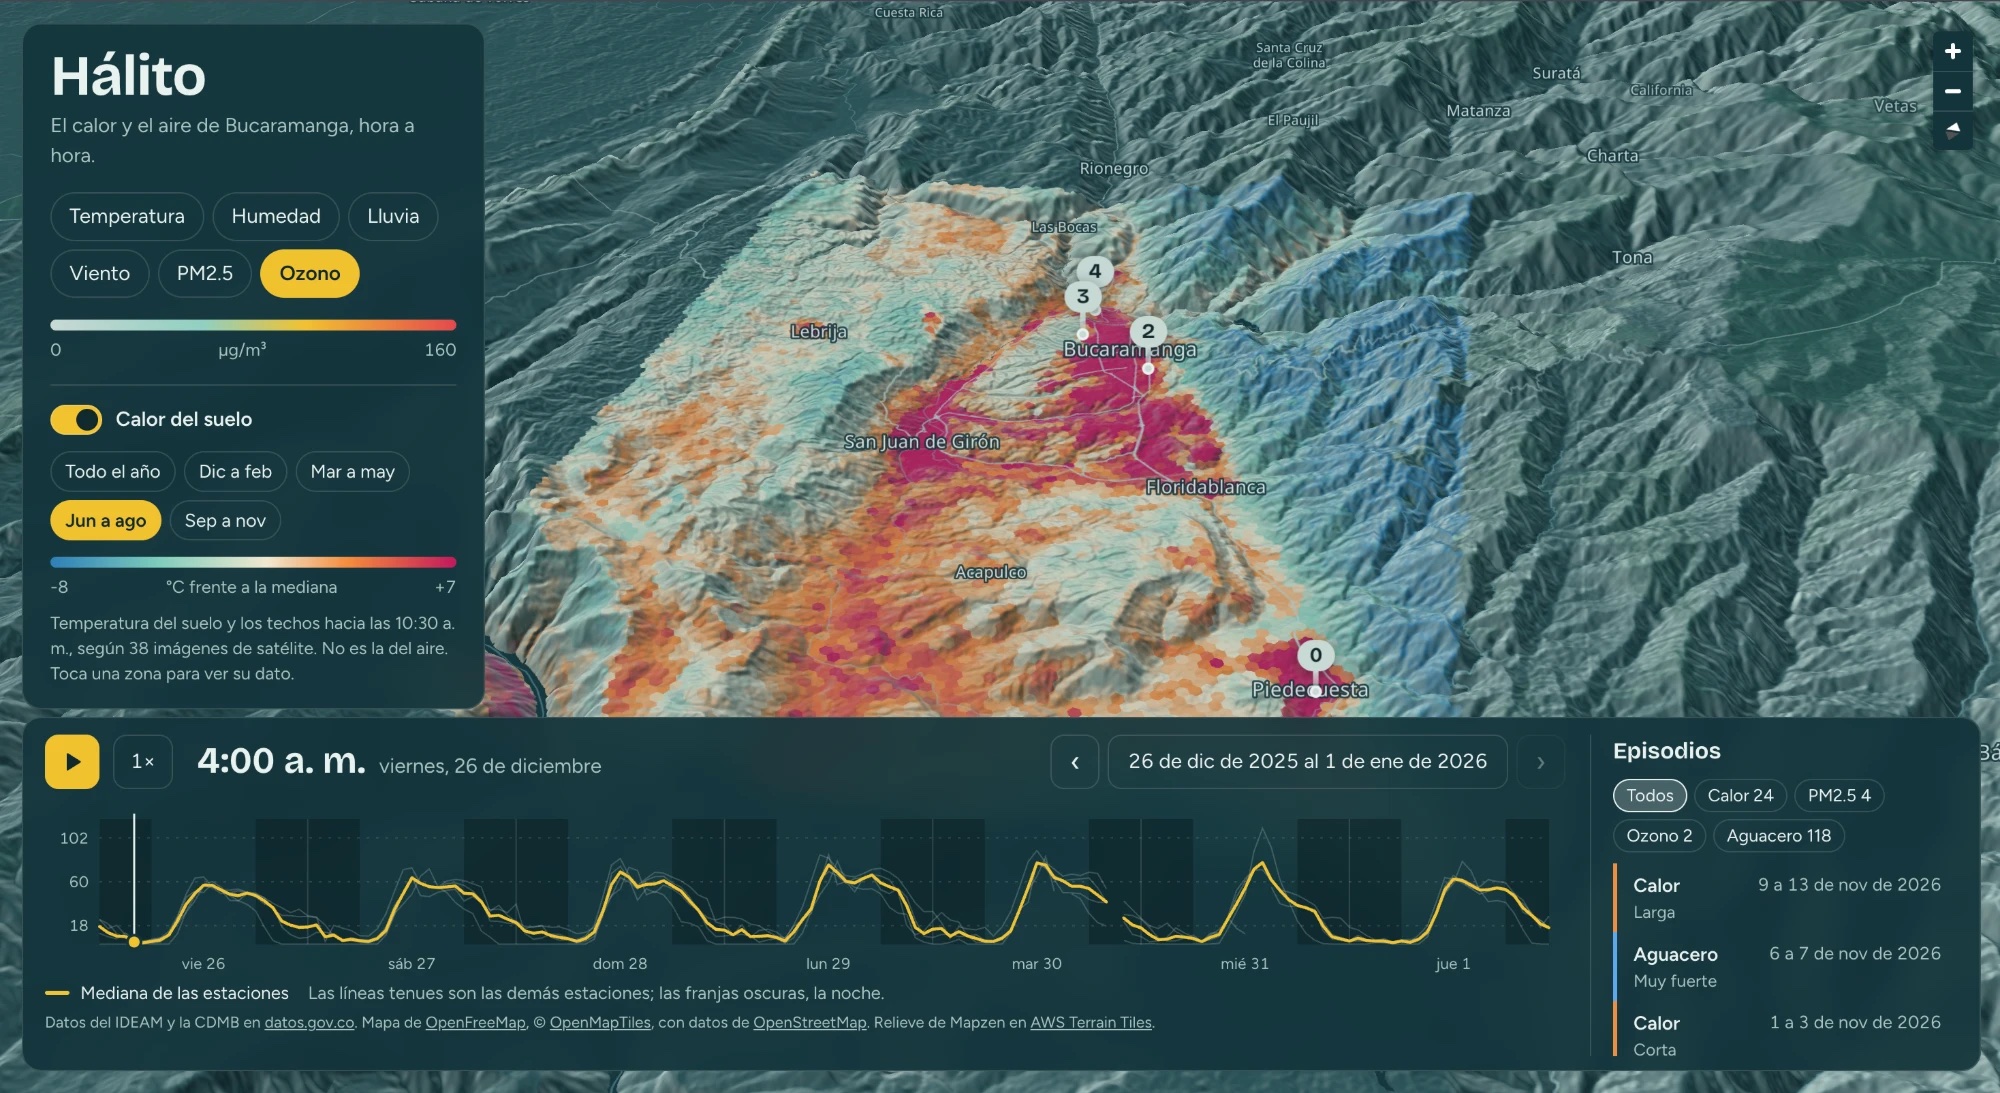 Hálito
El calor y el aire de Bucaramanga, hora a
hora.
Temperatura
Humedad
Lluvia
Viento
PM2.5
Ozono
0
µg/m³
160
Calor del suelo
Todo el año
Dic a feb
Mar a may
Jun a ago
Sep a nov
-8
°C frente a la mediana
+7
Temperatura del suelo y los techos hacia las 10:30 a.
m., según 38 imágenes de satélite. No es la del aire.
Toca una zona para ver su dato.
Cuesta Rica
Santa Cruz
de la Colina
Suratá
California
Matanza
Vetas
El Paujil
Charta
Rionegro
Las Bocas
Tona
4
3
2
Lebrija
Bucaramanga
San Juan de Girón
Floridablanca
Acapulco
0
Piedecuesta
1×
4:00 a. m.
viernes, 26 de diciembre
26 de dic de 2025 al 1 de ene de 2026
102
60
18
vie 26
sáb 27
dom 28
lun 29
mar 30
mié 31
jue 1
Mediana de las estaciones
Las líneas tenues son las demás estaciones; las franjas oscuras, la noche.
Datos del IDEAM y la CDMB en datos.gov.co. Mapa de OpenFreeMap, © OpenMapTiles, con datos de OpenStreetMap. Relieve de Mapzen en AWS Terrain Tiles.
Episodios
Todos
Calor 24
PM2.5 4
Ozono 2
Aguacero 118
Calor
9 a 13 de nov de 2026
Larga
Aguacero
6 a 7 de nov de 2026
Muy fuerte
Calor
1 a 3 de nov de 2026
Corta